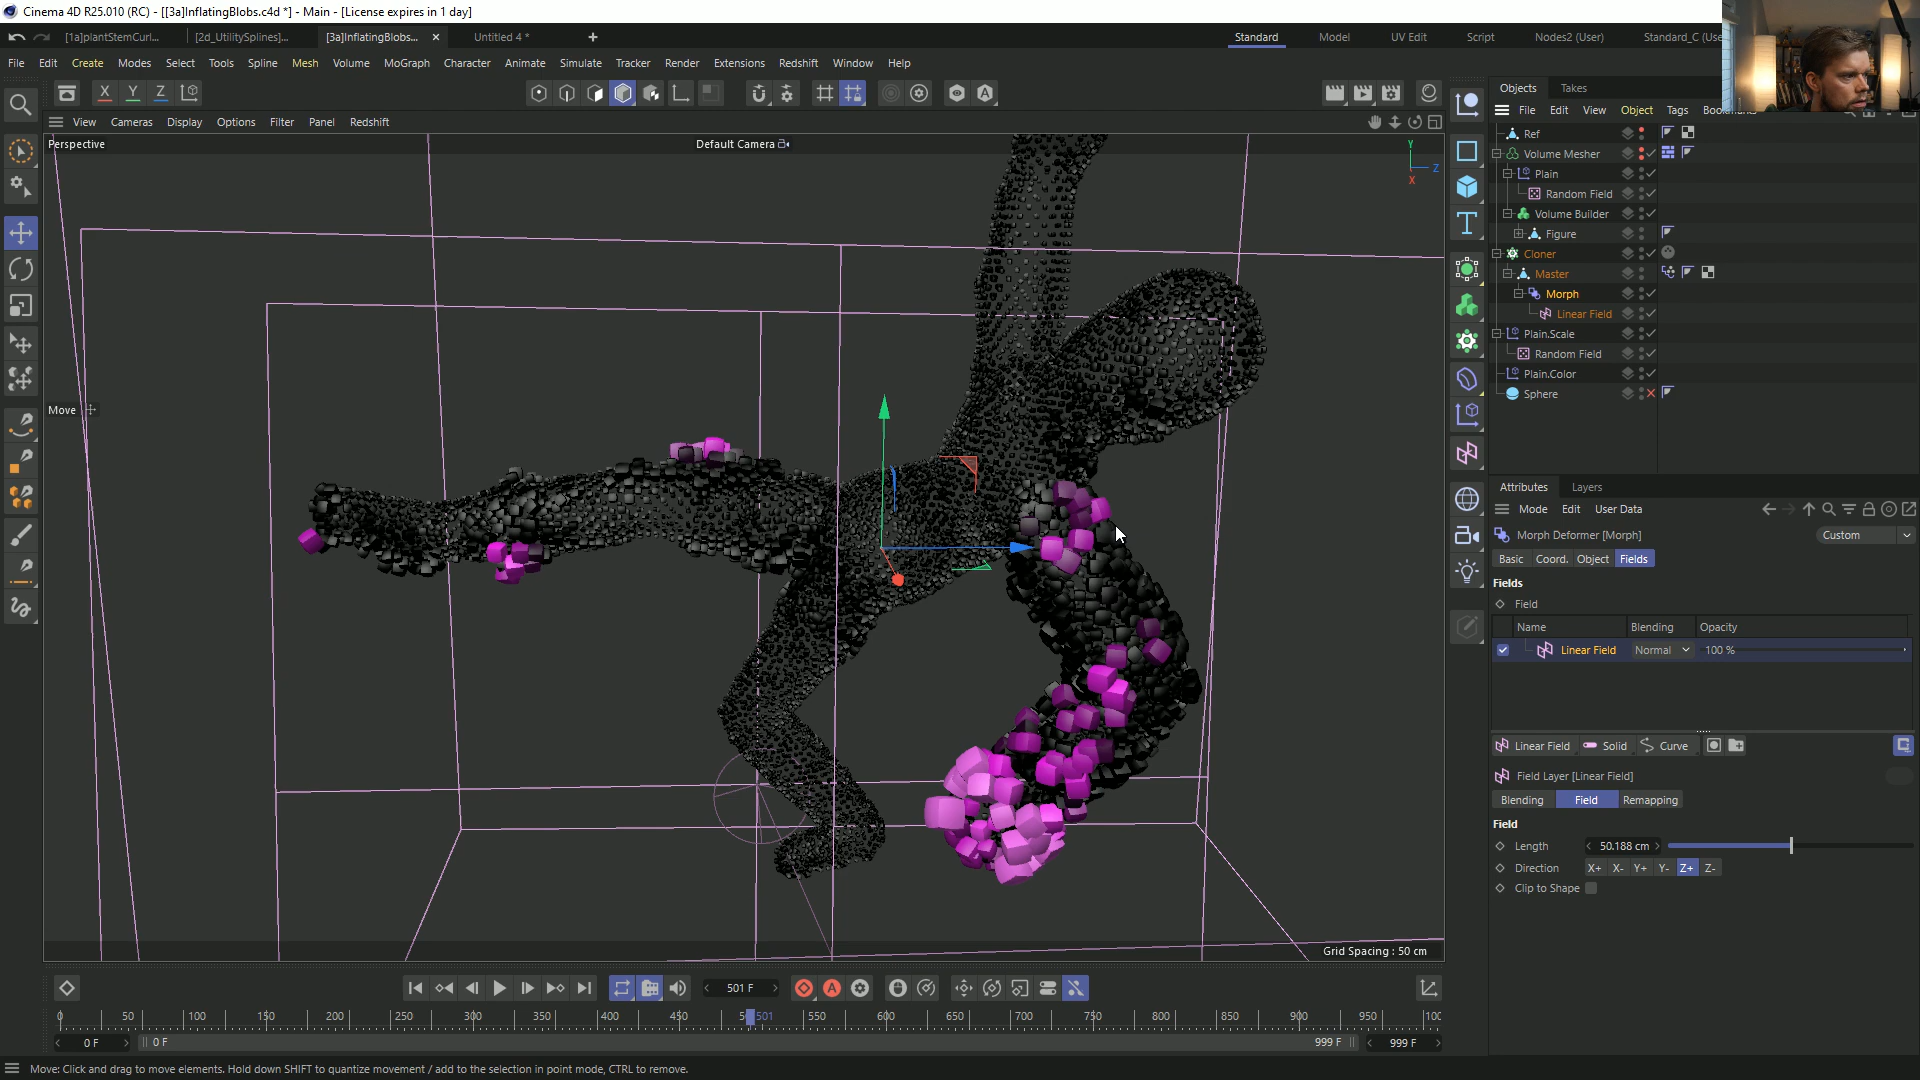 Cinema 4D R25.010 (RC) - [[3a]InflatingBlobs.c4d *] - Main - [License expires in 1 day]
[1a]plantStemCurl... [2d_UtilitySplines]... [3a]InflatingBlobs... × Untitled 4 * + Standard Model UV Edit Script Nodes2 (User) Standard_C (Use
File Edit Create Modes Select Tools Spline Mesh Volume MoGraph Character Animate Simulate Tracker Render Extensions Redshift Window Help
X Y Z
Objects Takes
File Edit View Object Tags
View Cameras Display Options Filter Panel Redshift
Perspective Default Camera
Y
Z
X
Move
Ref
Volume Mesher
Plain
Random Field
Volume Builder
Figure
Cloner
Master
Morph
Linear Field
Plain.Scale
Random Field
Plain.Color
Sphere
Attributes Layers
Mode Edit User Data
Morph Deformer [Morph] Custom
Basic Coord. Object Fields
Fields
Field
Name Blending Opacity
Linear Field Normal 100 %
Linear Field Solid Curve
Field Layer [Linear Field]
Blending Field Remapping
Field
Length 50.188 cm
Direction X+ X- Y+ Y- Z+ Z-
Clip to Shape
Grid Spacing : 50 cm
501 F
0 50 100 150 200 250 300 350 400 450 501 550 600 650 700 750 800 850 900 950
0 F 0 F 999 F 999 F
Move: Click and drag to move elements. Hold down SHIFT to quantize movement / add to the selection in point mode, CTRL to remove.